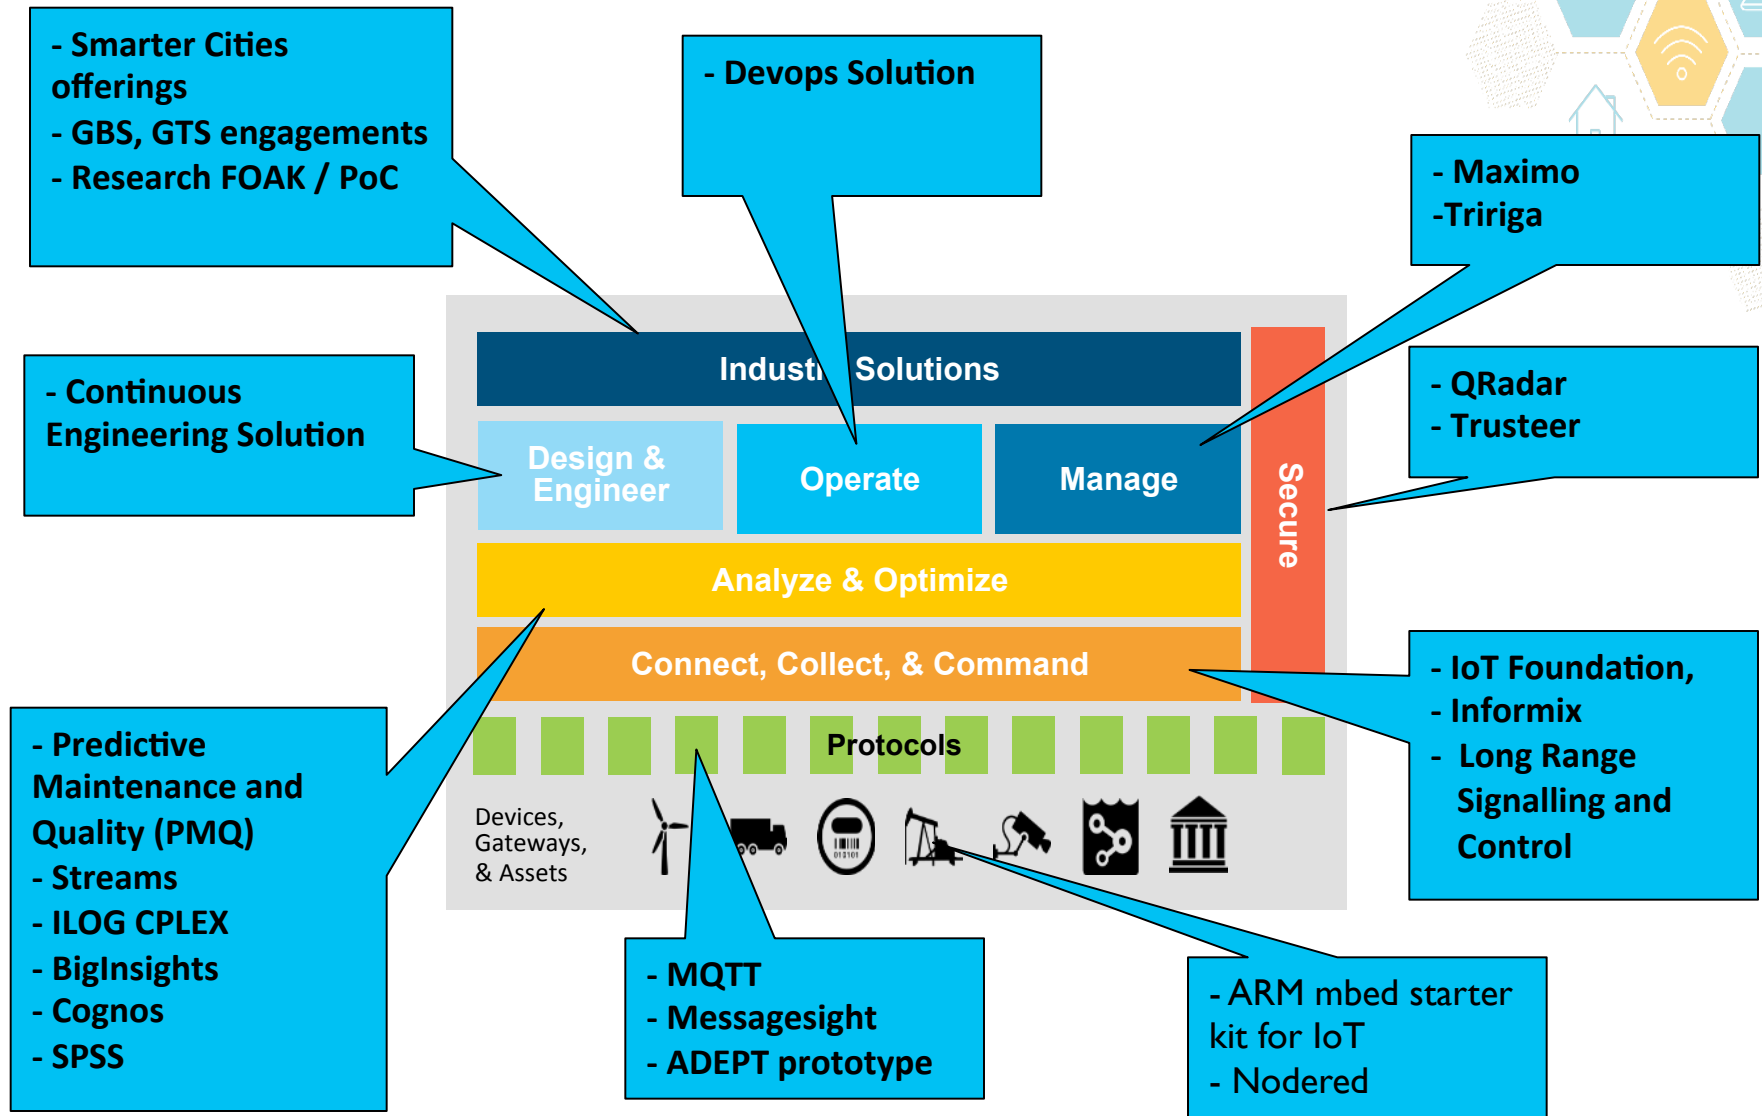 - Smarter Cities
offerings
- GBS, GTS engagements
- Research FOAK / PoC
- Devops Solution
- Maximo
-Tririga
- Continuous
Engineering Solution
- QRadar
- Trusteer
Solutions
Design &
Engineer
Operate
Manage
Secure
Analyze & Optimize
Connect, Collect, & Command
Protocols
Devices,
Gateways,
& Assets
- Predictive
Maintenance and
Quality (PMQ)
- Streams
- ILOG CPLEX
- BigInsights
- Cognos
- SPSS
- MQTT
- Messagesight
- ADEPT prototype
- ARM mbed starter
kit for IoT
- Nodered
- IoT Foundation,
- Informix
- Long Range
Signalling and
Control